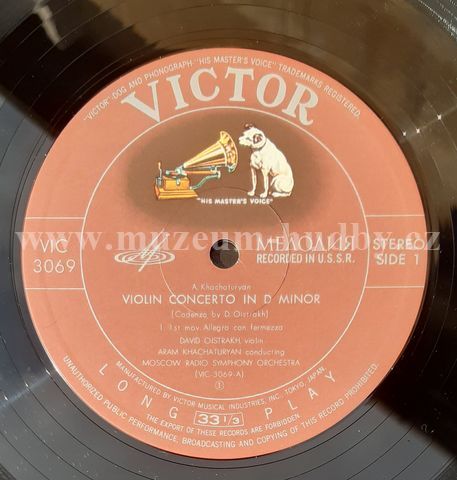 "VICTOR" DOG AND PHONOGRAPH "HIS MASTER'S VOICE" TRADEMARKS REGISTERED.
VICTOR
"HIS MASTER'S VOICE"
www.muzeum-hudby.cz
VIC
3069
МЕЛОДИЯ
RECORDED IN U.S.S.R.
STEREO
SIDE 1
A. Khachaturyan
VIOLIN CONCERTO IN D MINOR
(Cadenza by D. Oistrakh)
1. 1st mov. Allegro con fermezza
DAVID OISTRAKH, violin
ARAM KHACHATURYAN conducting
MOSCOW RADIO SYMPHONY ORCHESTRA
(VIC-3069-A)
①
MANUFACTURED BY VICTOR MUSICAL INDUSTRIES, INC. TOKYO, JAPAN.
LONG 33 1/3 PLAY
THE EXPORT OF THESE RECORDS ARE FORBIDDEN
UNAUTHORIZED PUBLIC PERFORMANCE, BROADCASTING AND COPYING OF THIS RECORD PROHIBITED.